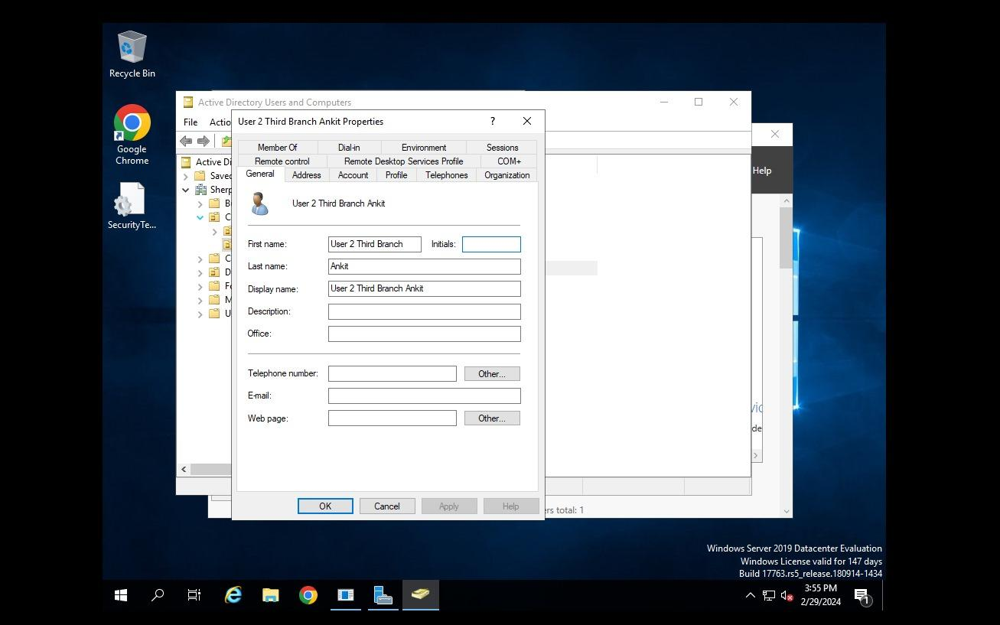 Recycle Bin
Google
Chrome
SecurityTe...
Active Directory Users and Computers
File Actio
Active Di
Saved
Sherp
User 2 Third Branch Ankit Properties
?
Member Of Dial-in Environment Sessions
Remote control Remote Desktop Services Profile COM+
General Address Account Profile Telephones Organization
User 2 Third Branch Ankit
First name: User 2 Third Branch Initials:
Last name: Ankit
Display name: User 2 Third Branch Ankit
Description:
Office:
Telephone number: Other...
E-mail:
Web page: Other...
OK Cancel Apply Help
Help
rs total: 1
Windows Server 2019 Datacenter Evaluation
Windows License valid for 147 days
Build 17763.rs5_release.180914-1434
3:55 PM
2/29/2024
1